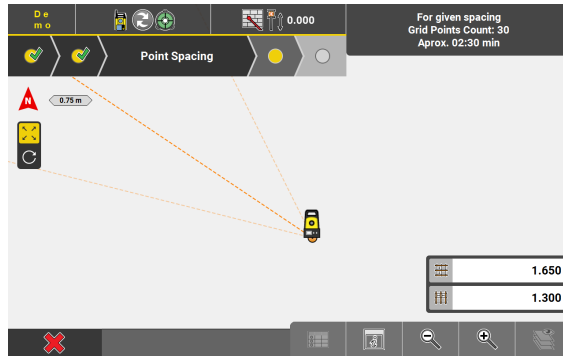 De
mo
0.000
For given spacing
Grid Points Count: 30
Aprox. 02:30 min
Point Spacing
N
0.75 m
1.650
1.300